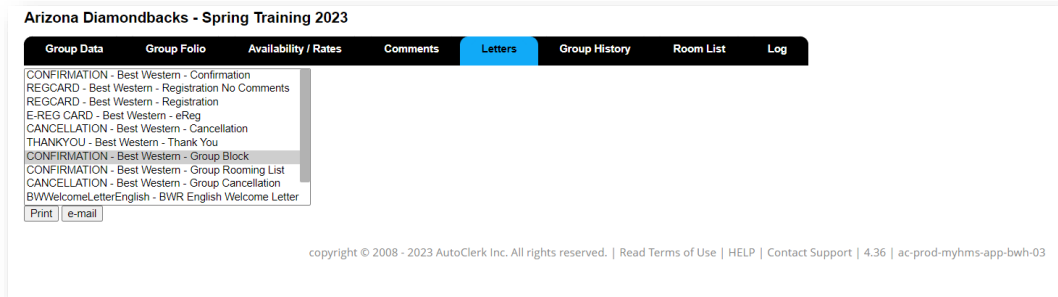 Arizona Diamondbacks - Spring Training 2023
Group Data Group Folio Availability / Rates Comments Letters Group History Room List Log
CONFIRMATION - Best Western - Confirmation
REGCARD - Best Western - Registration No Comments
REGCARD - Best Western - Registration
E-REG CARD - Best Western - eReg
CANCELLATION - Best Western - Cancellation
THANKYOU - Best Western - Thank You
CONFIRMATION - Best Western - Group Block
CONFIRMATION - Best Western - Group Rooming List
CANCELLATION - Best Western - Group Cancellation
BWWelcomeLetterEnglish - BWR English Welcome Letter
Print e-mail
copyright © 2008 - 2023 AutoClerk Inc. All rights reserved. | Read Terms of Use | HELP | Contact Support | 4.36 | ac-prod-myhms-app-bwh-03